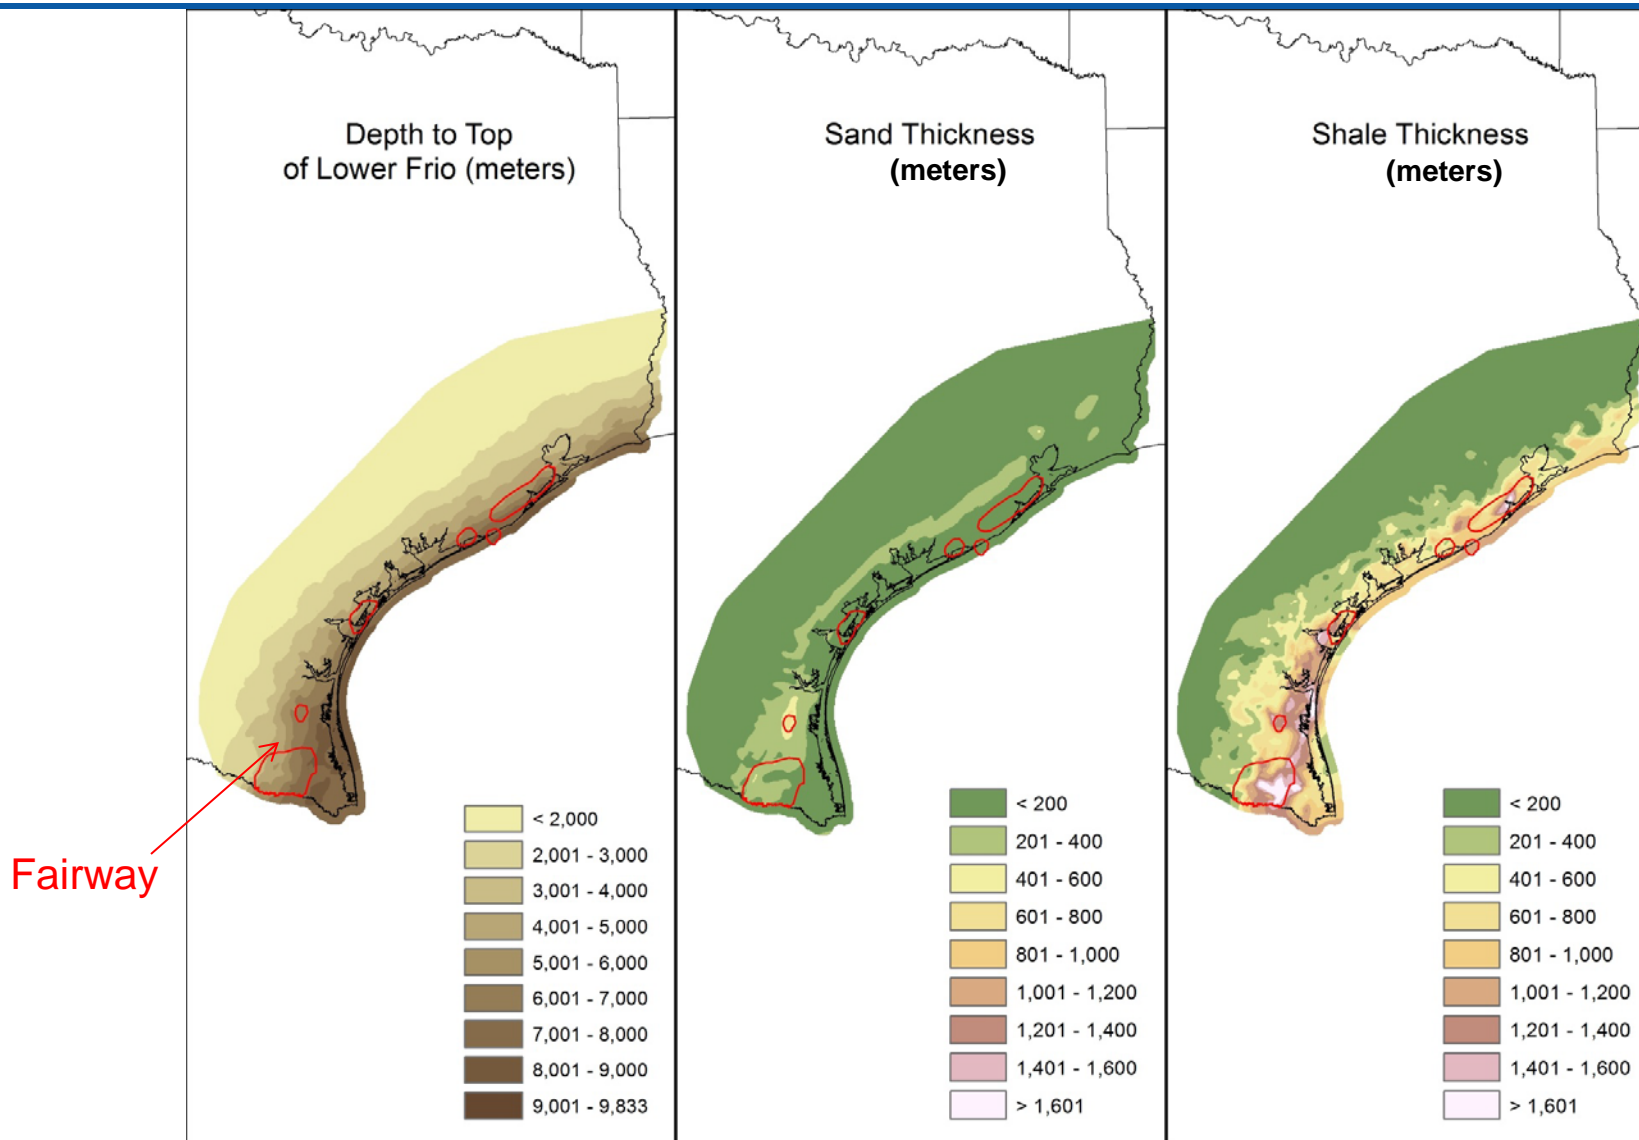 Depth to Top
of Lower Frio (meters)
Sand Thickness
(meters)
Shale Thickness
(meters)
Fairway
< 2,000
2,001 - 3,000
3,001 - 4,000
4,001 - 5,000
5,001 - 6,000
6,001 - 7,000
7,001 - 8,000
8,001 - 9,000
9,001 - 9,833
< 200
201 - 400
401 - 600
601 - 800
801 - 1,000
1,001 - 1,200
1,201 - 1,400
1,401 - 1,600
> 1,601
< 200
201 - 400
401 - 600
601 - 800
801 - 1,000
1,001 - 1,200
1,201 - 1,400
1,401 - 1,600
> 1,601